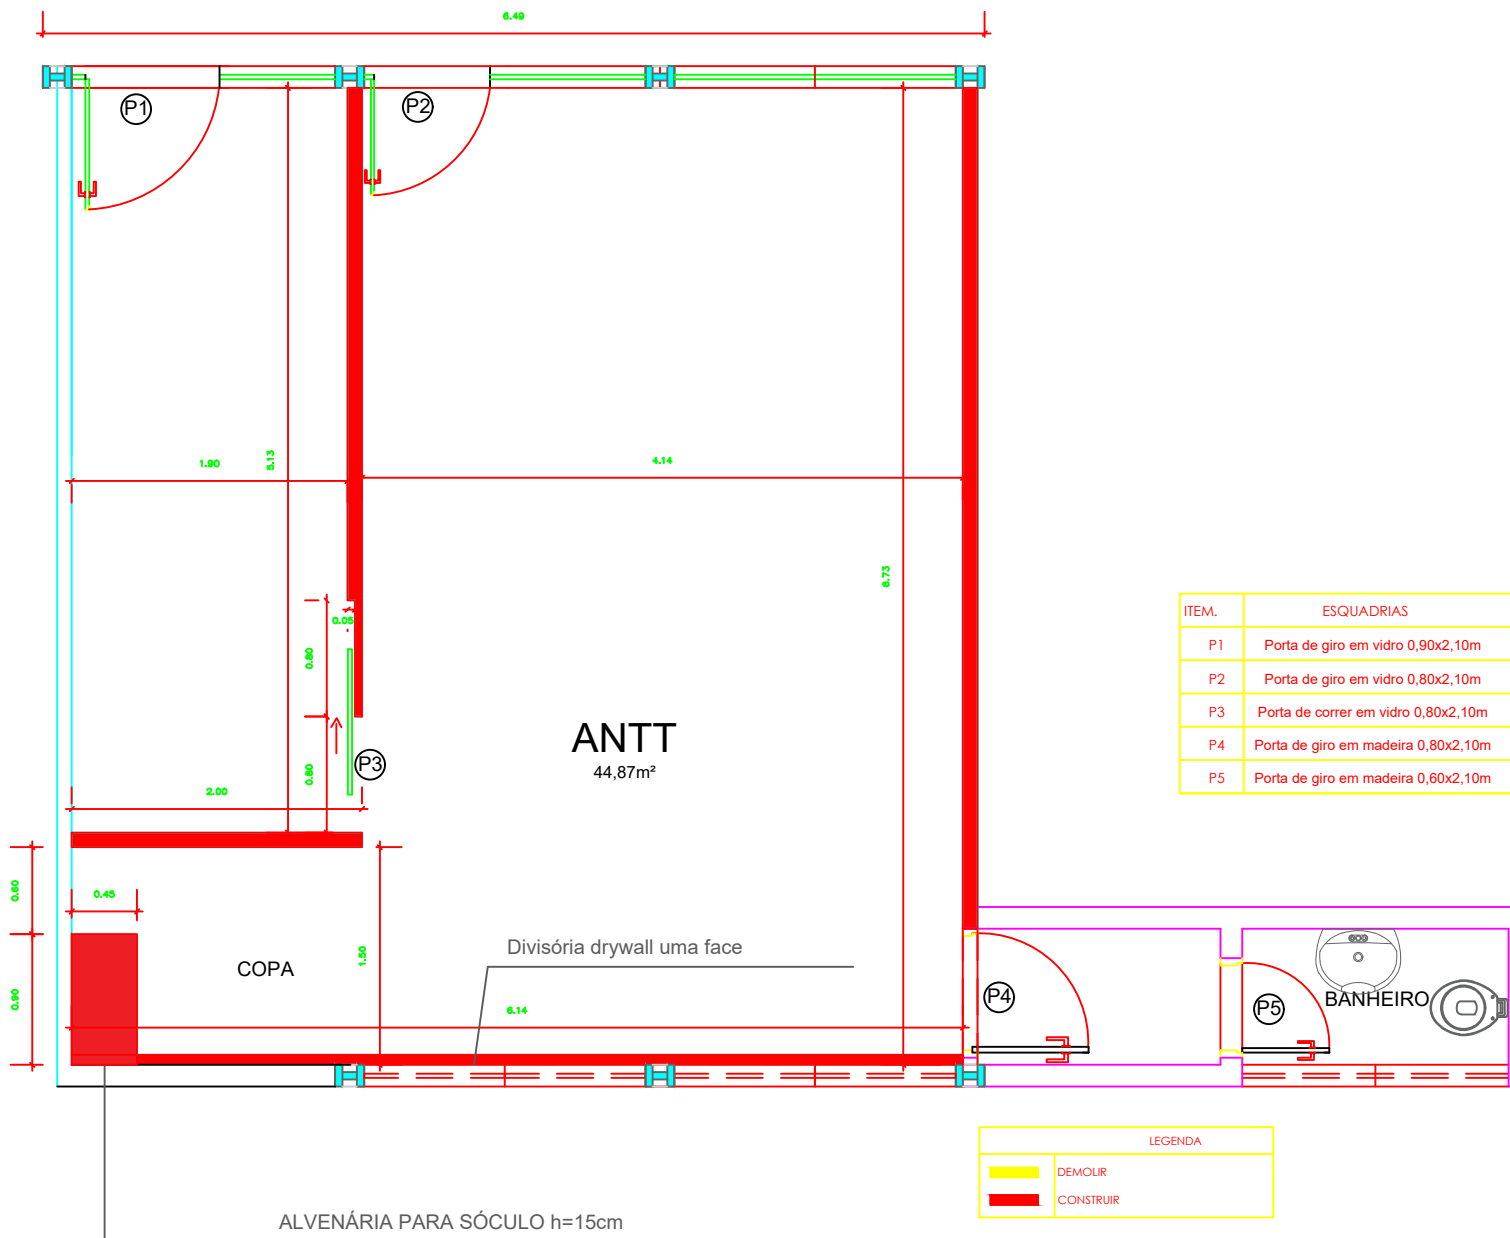 6.49
P1
P2
1.90
5.13
4.14
6.73
0.05
0.80
ITEM. ESQUADRIAS
P1 Porta de giro em vidro 0,90x2,10m
P2 Porta de giro em vidro 0,80x2,10m
P3 Porta de correr em vidro 0,80x2,10m
P4 Porta de giro em madeira 0,80x2,10m
P5 Porta de giro em madeira 0,60x2,10m
ANTT
44,87m²
P3
0.80
2.00
0.60
0.45
Divisória drywall uma face
1.50
COPA
0.90
6.14
P4
P5
BANHEIRO
LEGENDA
DEMOLIR
CONSTRUIR
ALVENÁRIA PARA SÓCULO h=15cm